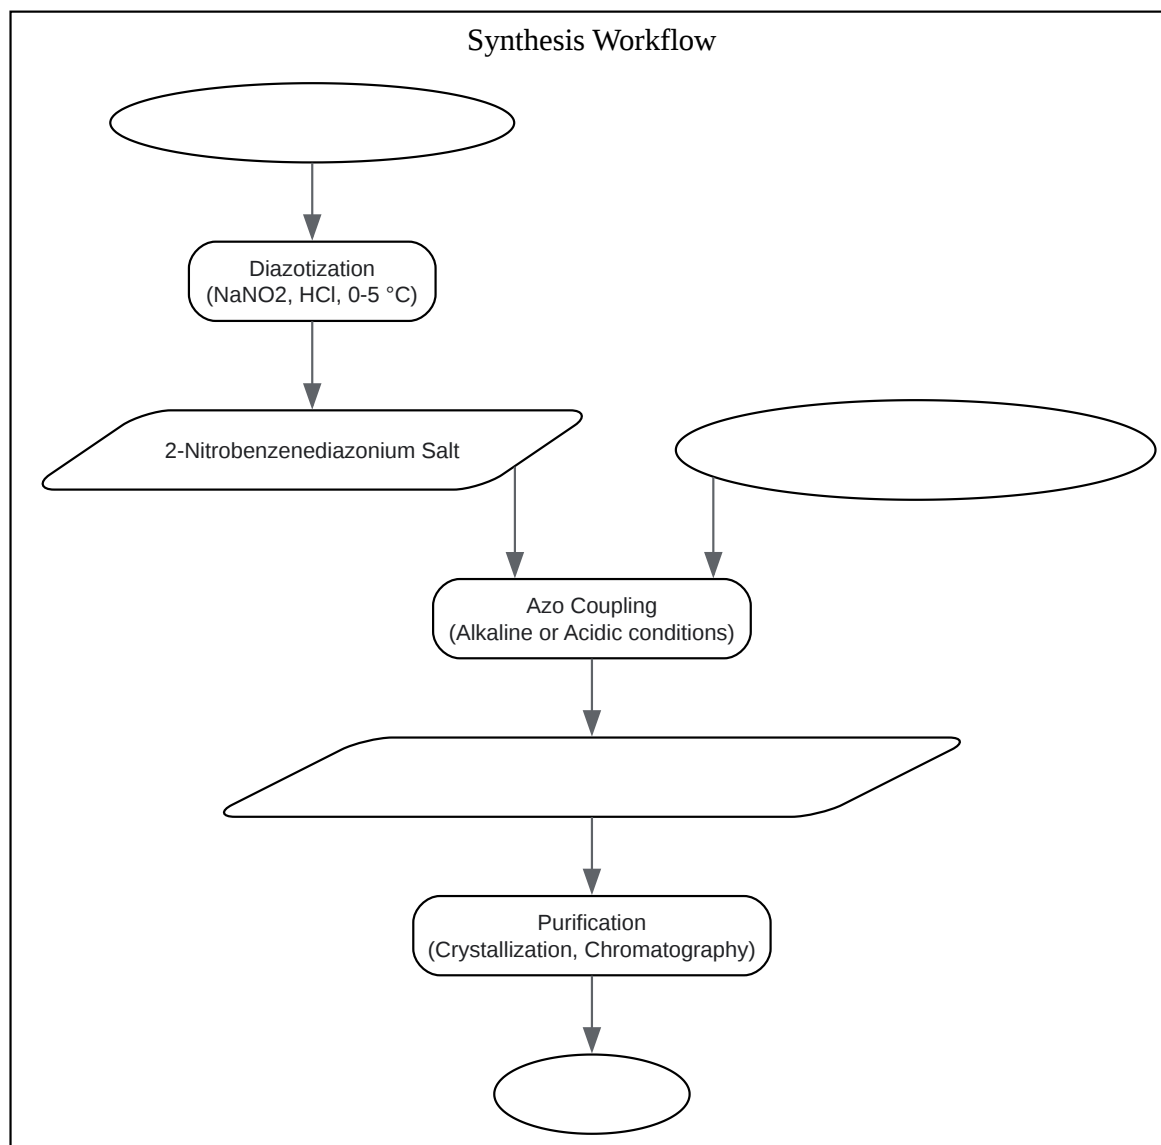 Synthesis Workflow
Diazotization
(NaNO2, HCl, 0-5 °C)
2-Nitrobenzenediazonium Salt
Azo Coupling
(Alkaline or Acidic conditions)
Purification
(Crystallization, Chromatography)